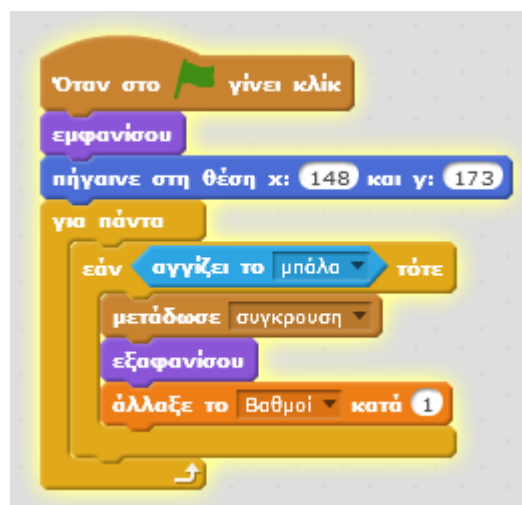 Όταν στο γίνει κλίκ
εμφανίσου
πήγαινε στη θέση x: 148 και y: 173
για πάντα
εάν αγγίζει το μπάλα τότε
μετάδωσε συγκρουση
εξαφανίσου
άλλαξε το Βαθμοί κατά 1